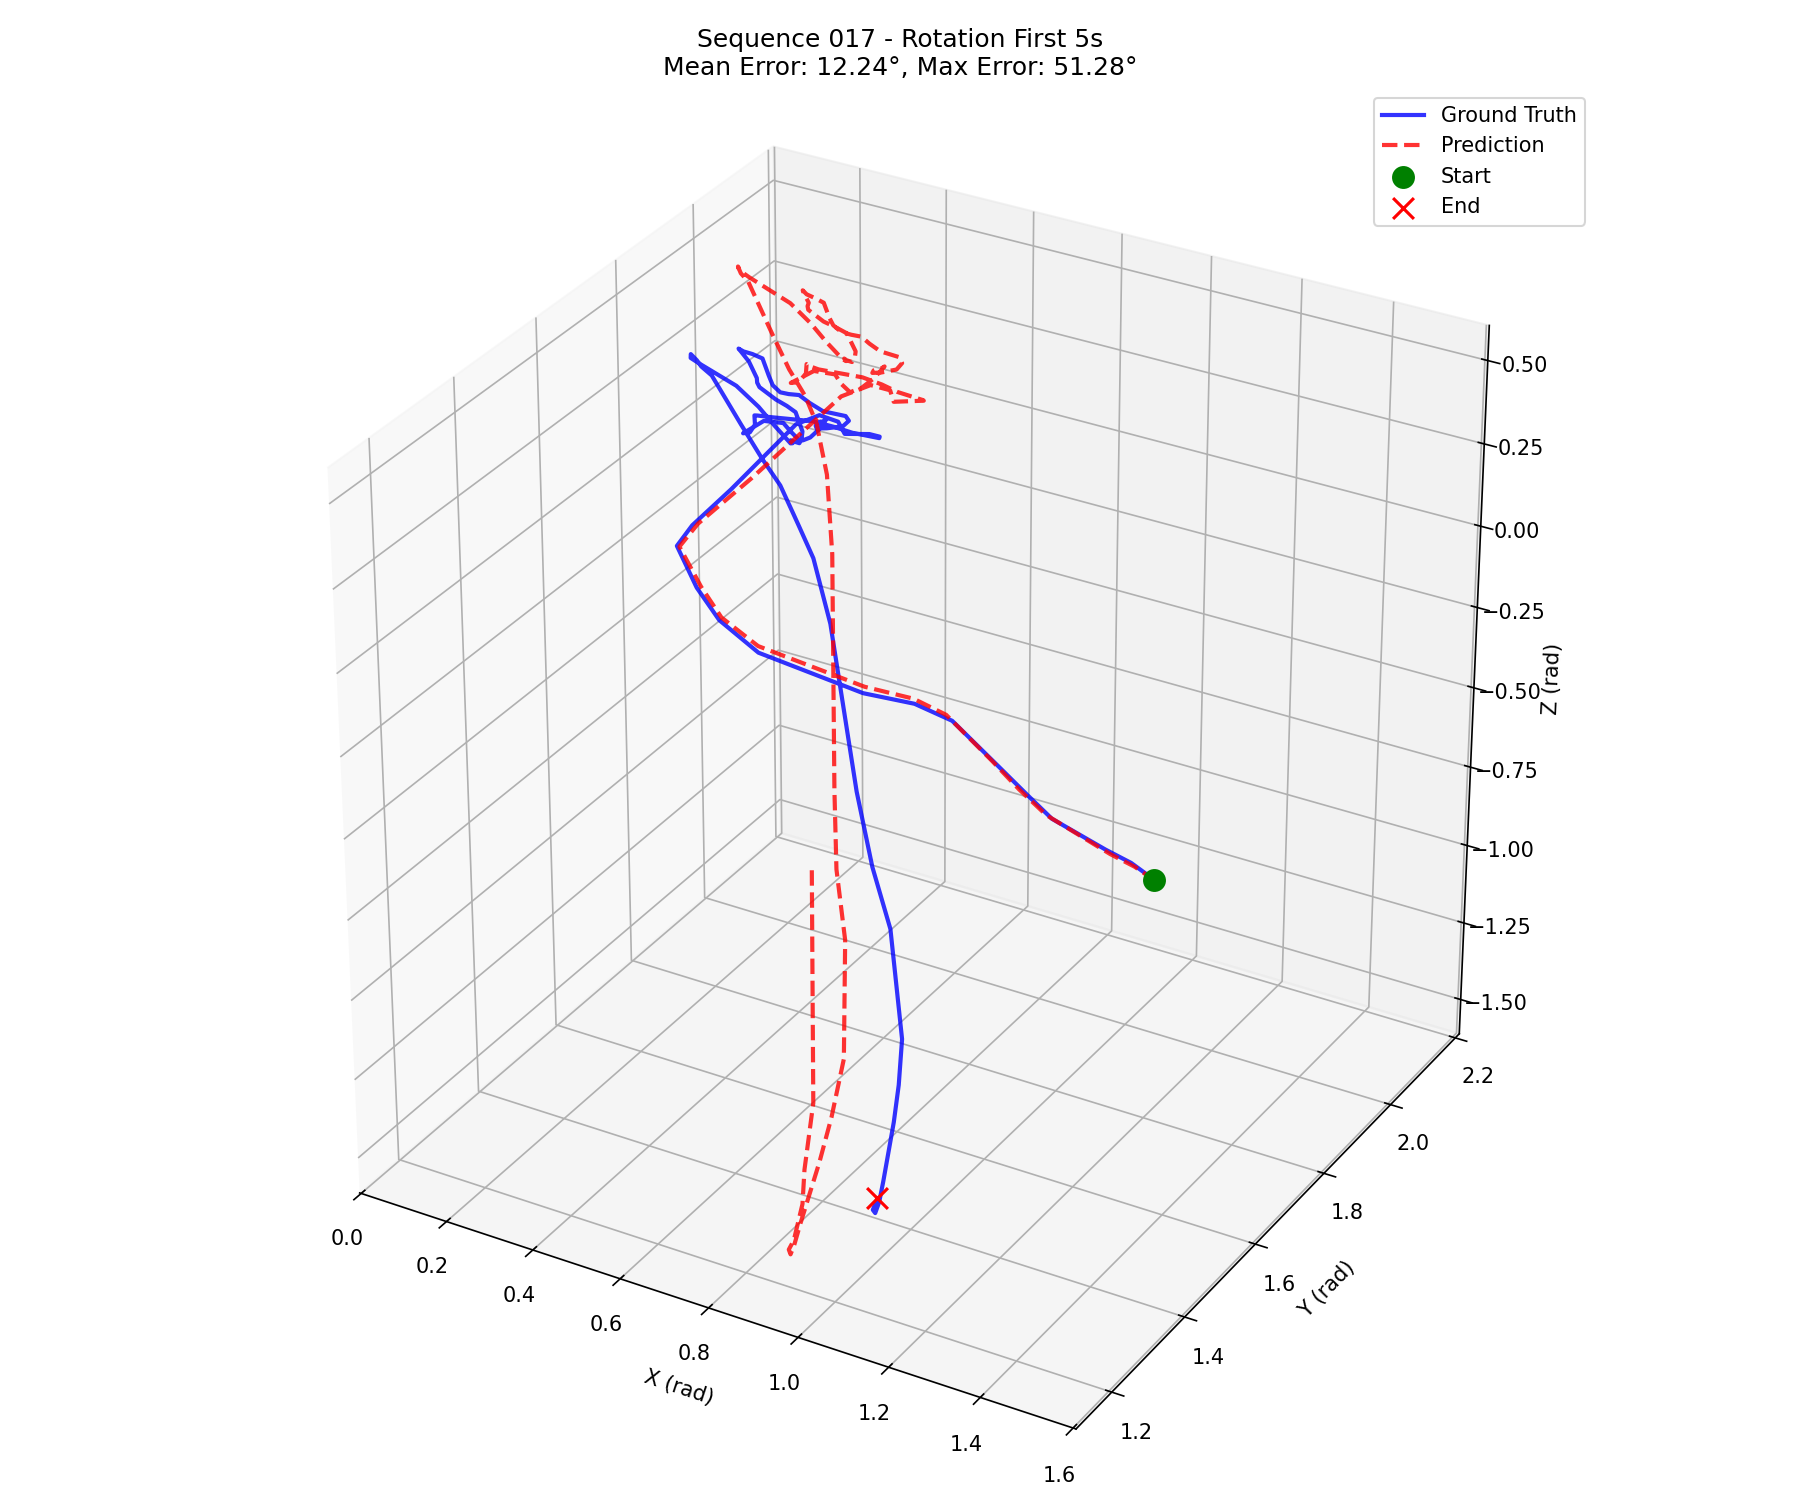 Sequence 017 - Rotation First 5s
Mean Error: 12.24°, Max Error: 51.28°
Ground Truth
Prediction
Start
End
0.50
0.25
0.00
−0.25
−0.50
−0.75
−1.00
−1.25
−1.50
Z (rad)
2.2
2.0
1.8
1.6
1.4
1.2
Y (rad)
0.0
0.2
0.4
0.6
0.8
1.0
1.2
1.4
1.6
X (rad)